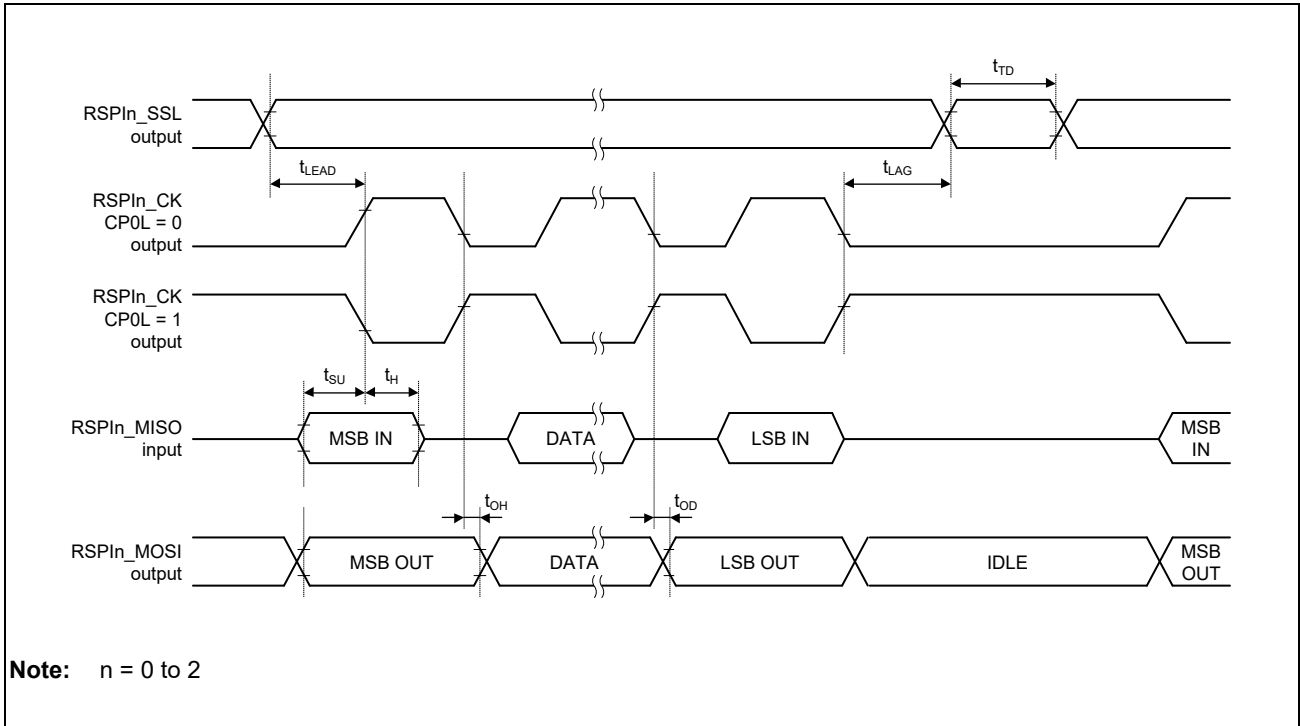 tTD
RSPIn_SSL
output
tLEAD
tLAG
RSPIn_CK
CP0L = 0
output
RSPIn_CK
CP0L = 1
output
tSU
tH
RSPIn_MISO
input
MSB IN
DATA
LSB IN
MSB
IN
tOH
tOD
RSPIn_MOSI
output
MSB OUT
DATA
LSB OUT
IDLE
MSB
OUT
Note: n = 0 to 2